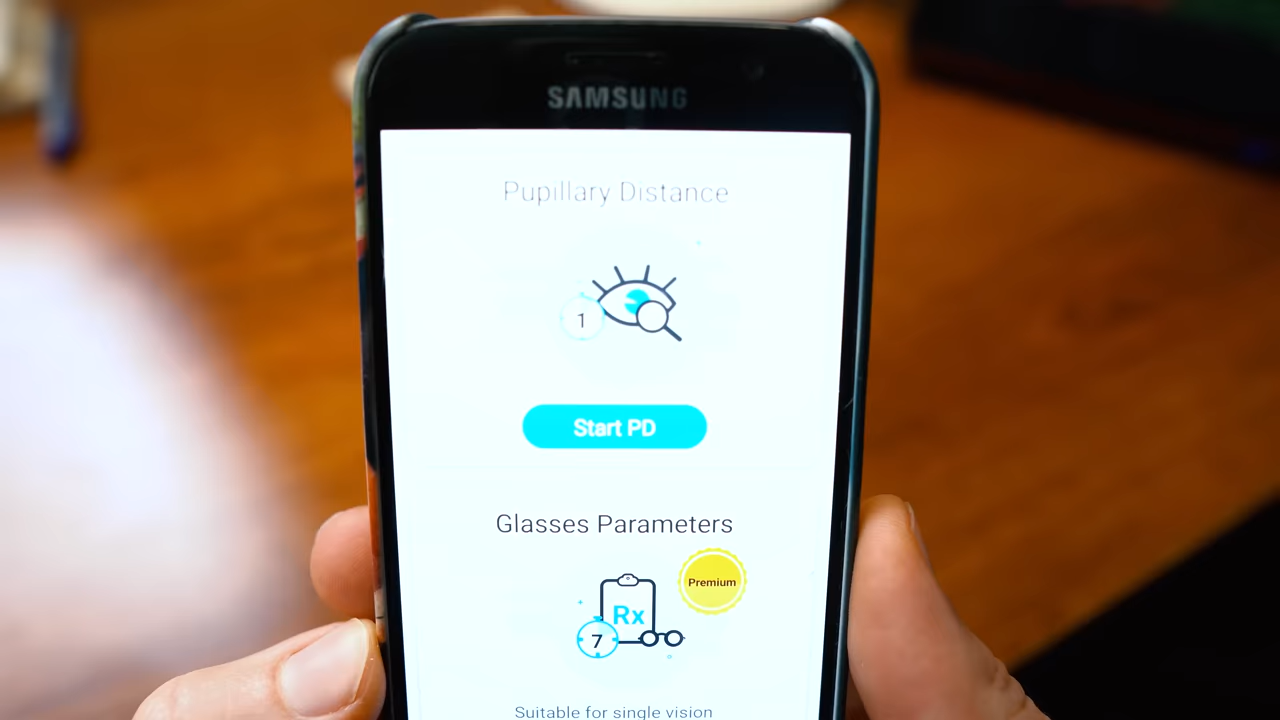 SAMSUNG
Pupillary Distance
1
Start PD
Glasses Parameters
Premium
Rx
7
Suitable for single vision